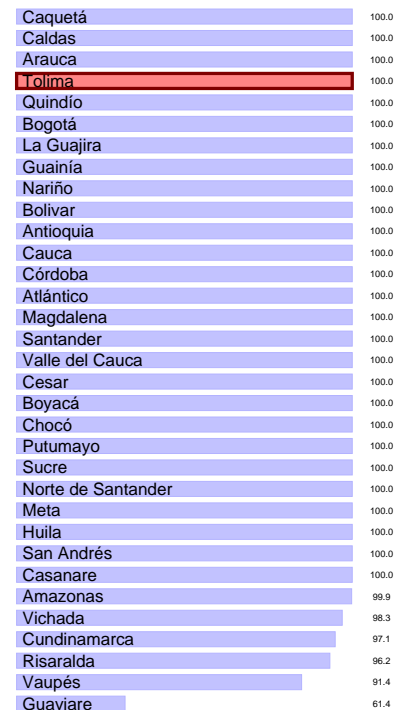 Caquetá 100.0
Caldas 100.0
Arauca 100.0
Tolima 100.0
Quindío 100.0
Bogotá 100.0
La Guajira 100.0
Guainía 100.0
Nariño 100.0
Bolivar 100.0
Antioquia 100.0
Cauca 100.0
Córdoba 100.0
Atlántico 100.0
Magdalena 100.0
Santander 100.0
Valle del Cauca 100.0
Cesar 100.0
Boyacá 100.0
Chocó 100.0
Putumayo 100.0
Sucre 100.0
Norte de Santander 100.0
Meta 100.0
Huila 100.0
San Andrés 100.0
Casanare 100.0
Amazonas 99.9
Vichada 98.3
Cundinamarca 97.1
Risaralda 96.2
Vaupés 91.4
Guaviare 61.4